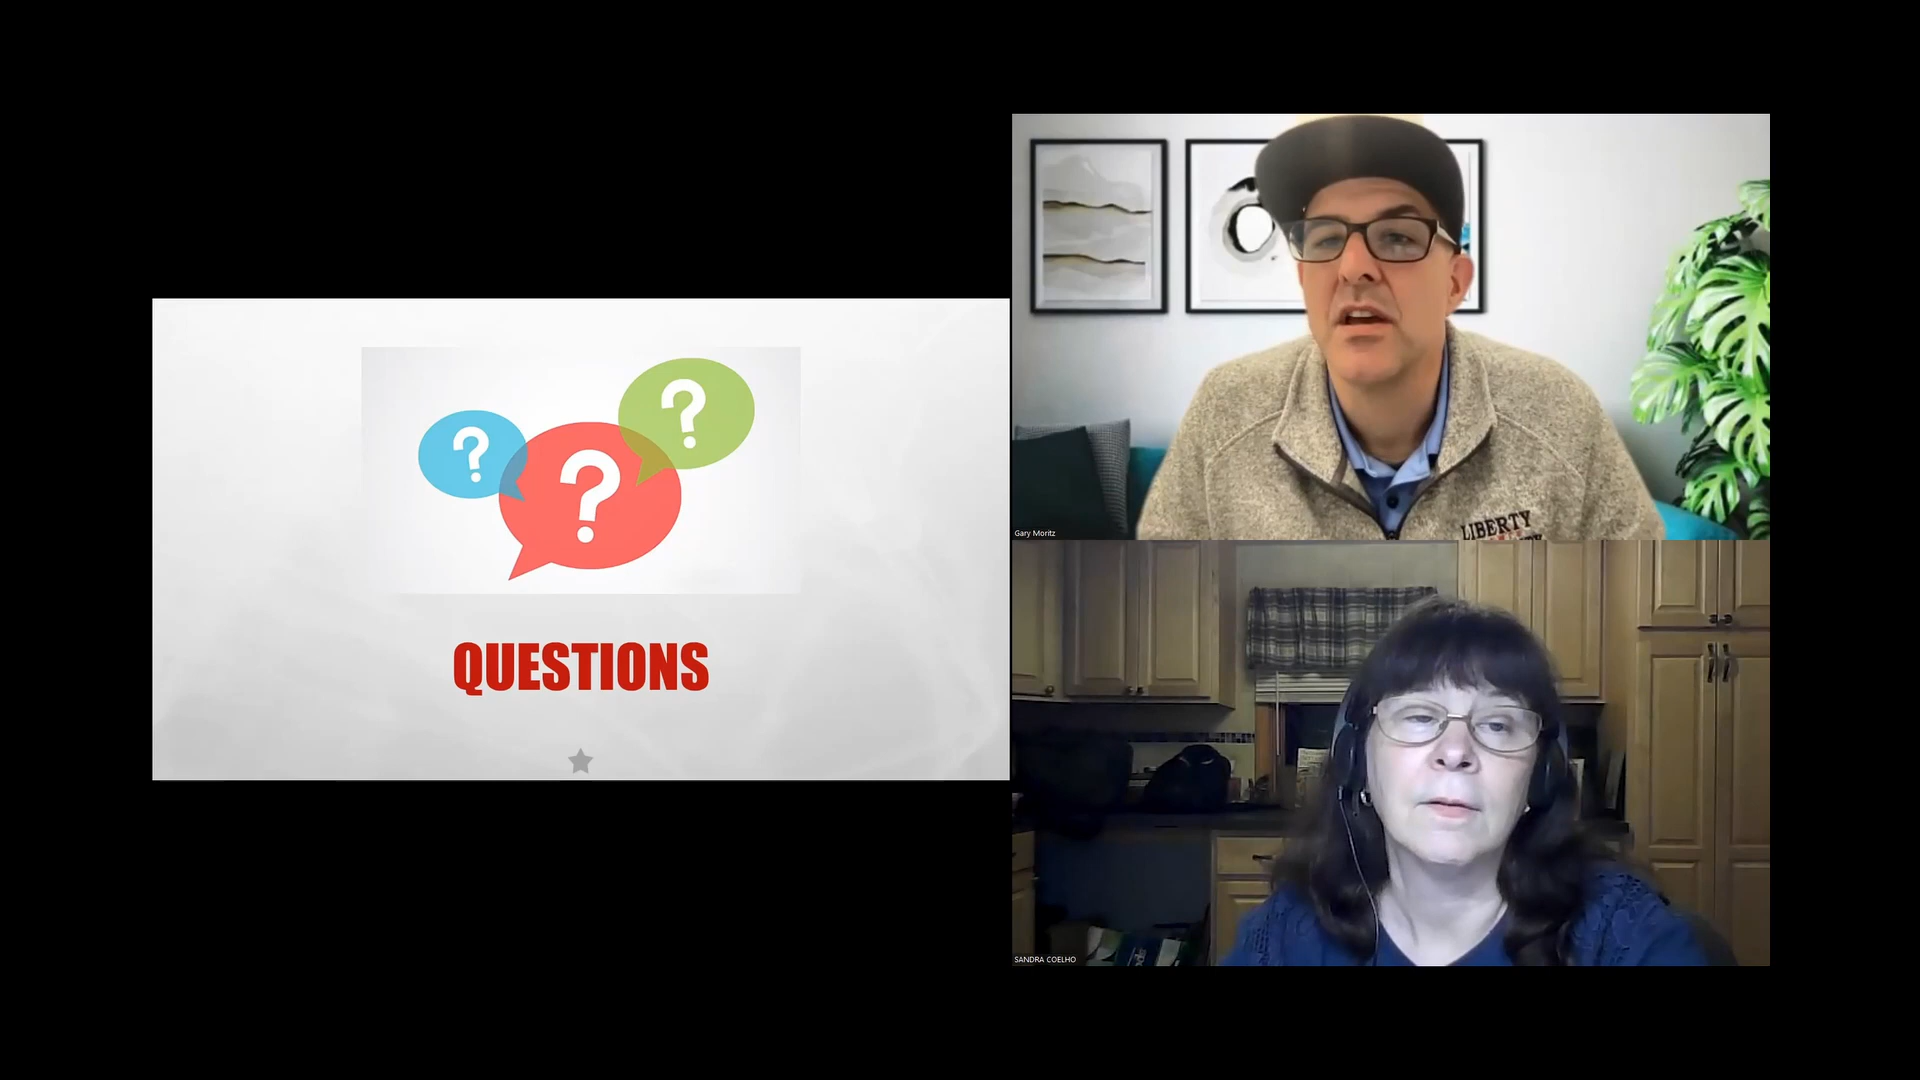 ?
?
?
QUESTIONS
Gary Moritz
LIBERTY
SANDRA COELHO